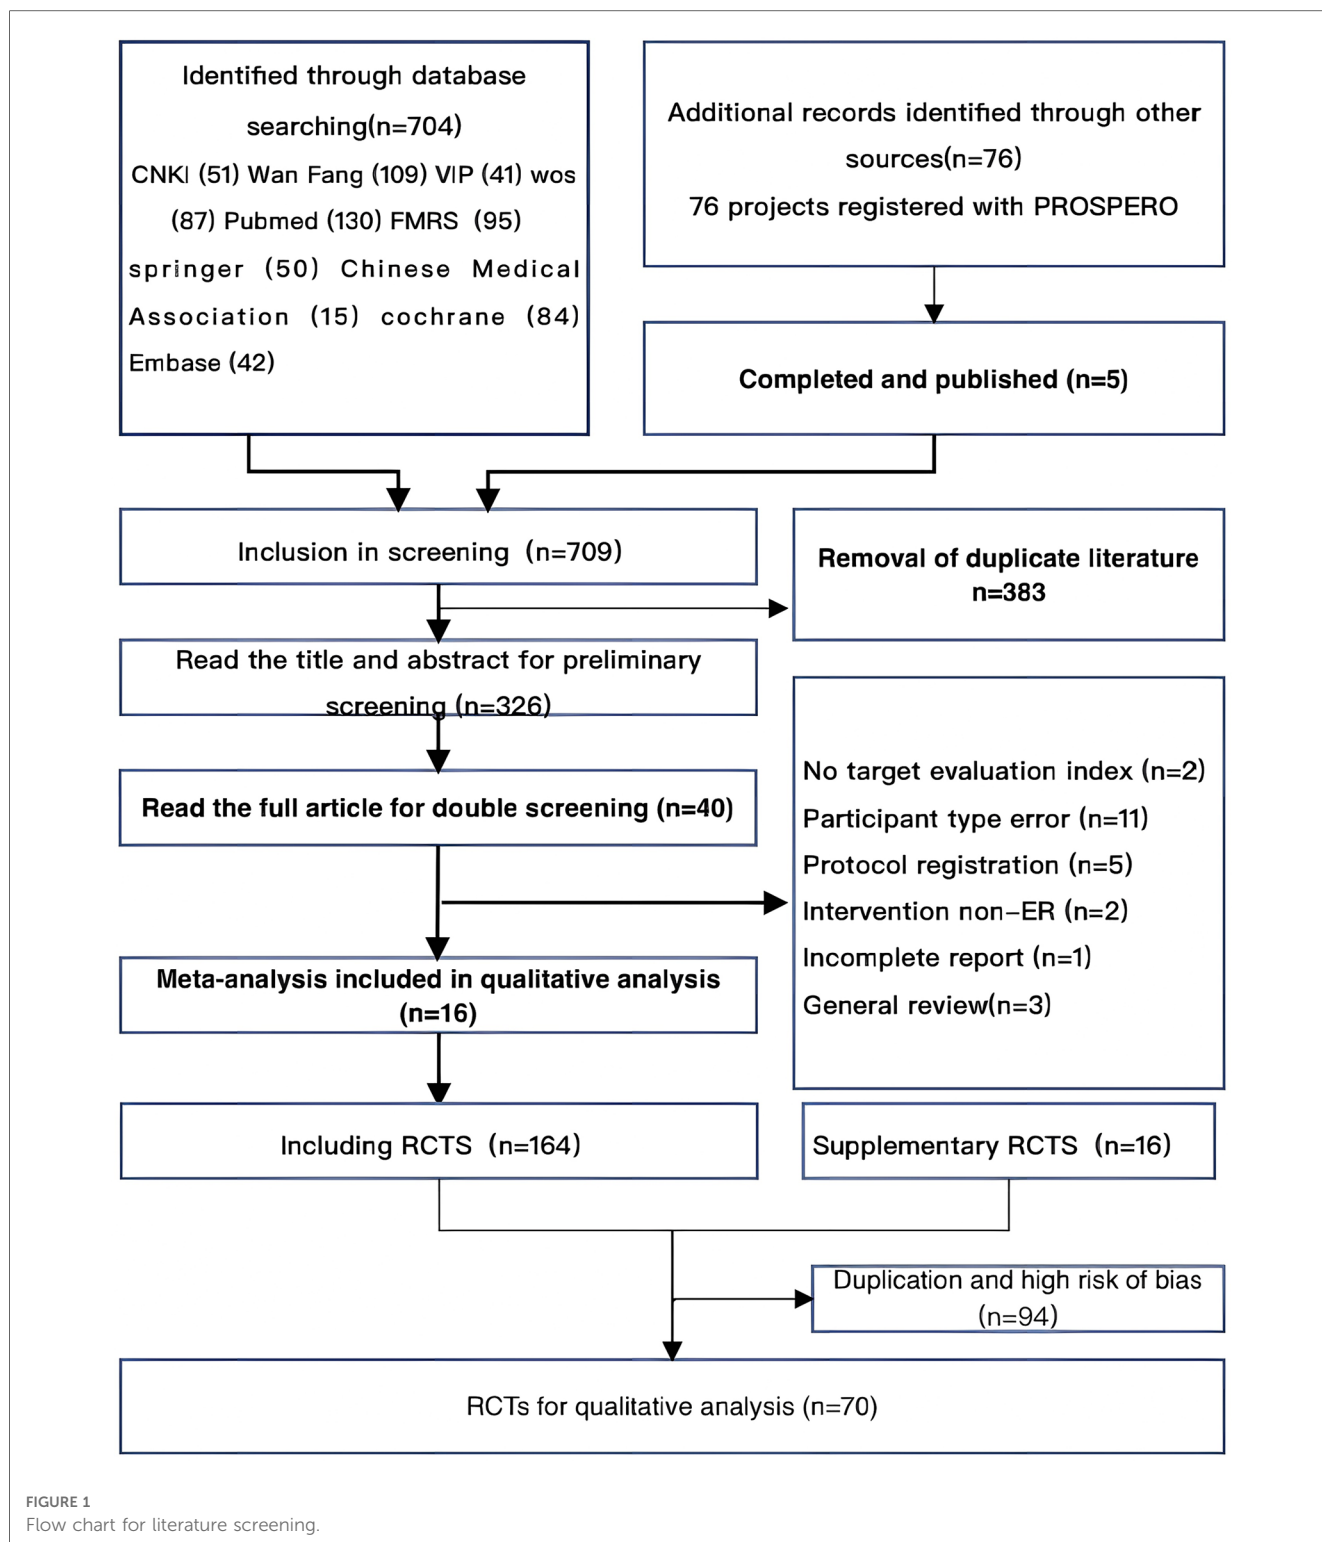 Identified through database
searching(n=704)
CNKI (51) Wan Fang (109) VIP (41) wos
(87) Pubmed (130) FMRS (95)
springer (50) Chinese Medical
Association (15) cochrane (84)
Embase (42)
Additional records identified through other
sources(n=76)
76 projects registered with PROSPERO
Completed and published (n=5)
Inclusion in screening (n=709)
Removal of duplicate literature
n=383
Read the title and abstract for preliminary
screening (n=326)
Read the full article for double screening (n=40)
No target evaluation index (n=2)
Participant type error (n=11)
Protocol registration (n=5)
Intervention non–ER (n=2)
Incomplete report (n=1)
General review(n=3)
Meta-analysis included in qualitative analysis
(n=16)
Including RCTS (n=164)
Supplementary RCTS (n=16)
Duplication and high risk of bias
(n=94)
RCTs for qualitative analysis (n=70)
FIGURE 1
Flow chart for literature screening.